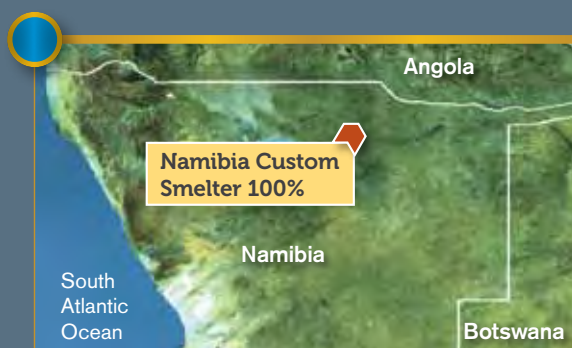 Angola
Namibia Custom
Smelter 100%
Namibia
South
Atlantic
Ocean
Botswana